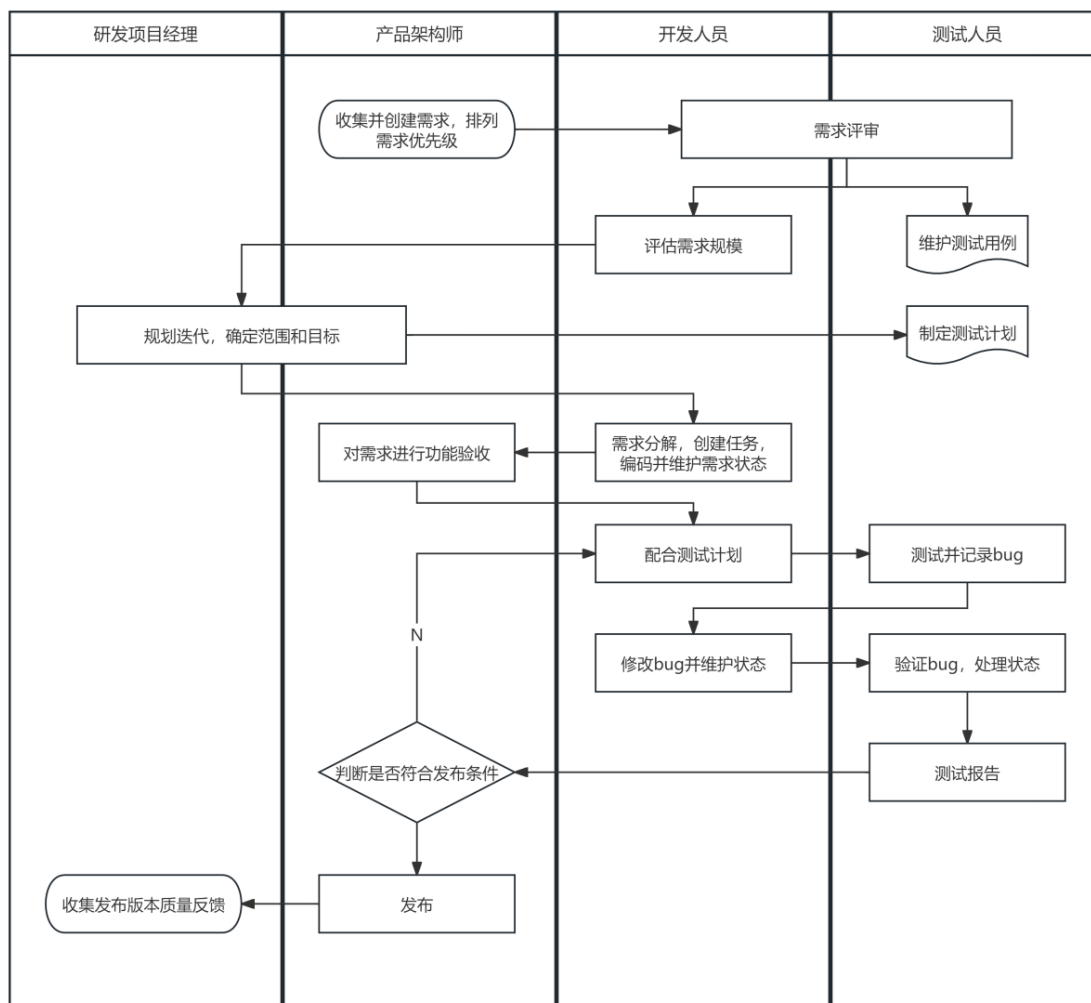 研发项目经理
产品架构师
开发人员
测试人员
收集并创建需求，排列
需求优先级
需求评审
评估需求规模
维护测试用例
规划迭代，确定范围和目标
制定测试计划
对需求进行功能验收
需求分解，创建任务，
编码并维护需求状态
配合测试计划
测试并记录bug
N
修改bug并维护状态
验证bug，处理状态
判断是否符合发布条件
测试报告
收集发布版本质量反馈
发布